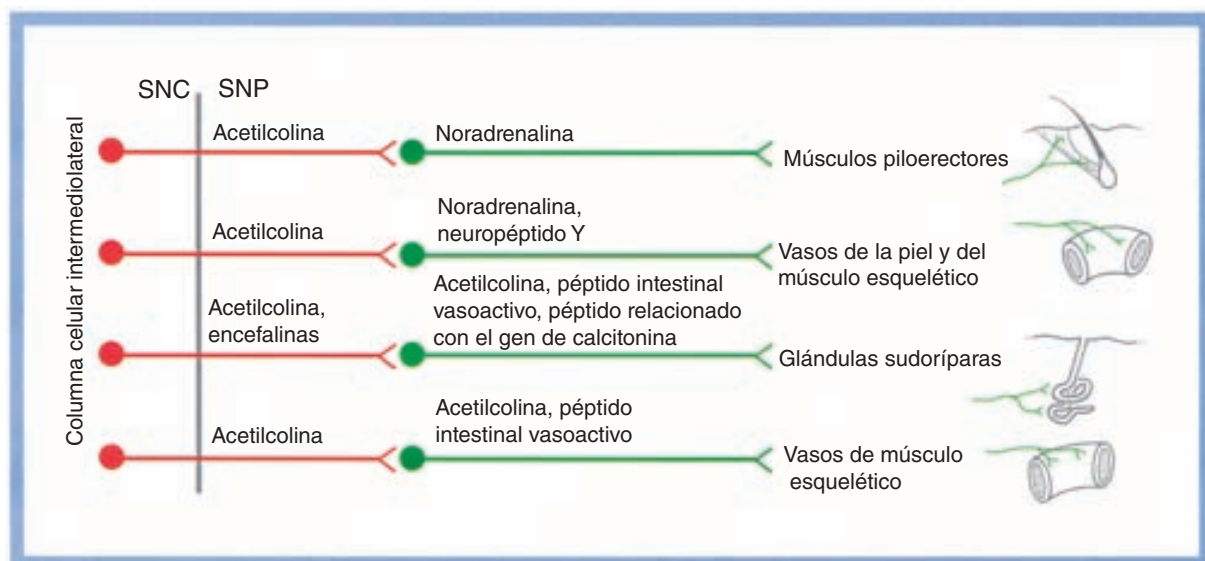 SNC
SNP
Columna celular intermediolateral
Acetilcolina
Noradrenalina
Músculos piloerectores
Acetilcolina
Noradrenalina,
neuropéptido Y
Vasos de la piel y del
músculo esquelético
Acetilcolina,
encefalinas
Acetilcolina, péptido intestinal
vasoactivo, péptido relacionado
con el gen de calcitonina
Glándulas sudoríparas
Acetilcolina
Acetilcolina, péptido
intestinal vasoactivo
Vasos de músculo
esquelético